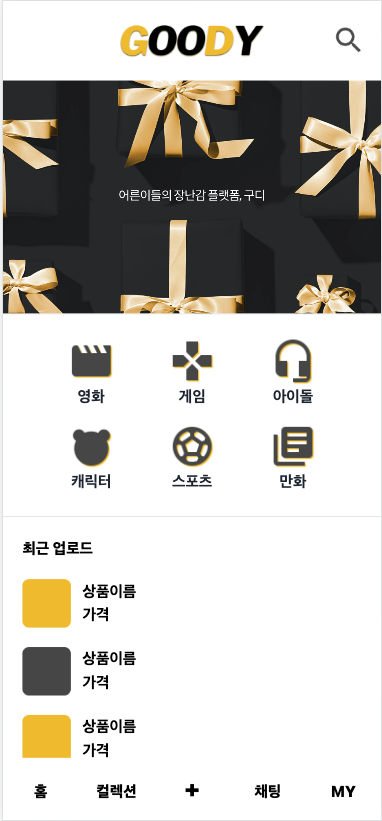 GOODY
어른이들의 장난감 플랫폼, 구디
영화 게임 아이돌
캐릭터 스포츠 만화
최근 업로드
상품이름
가격
상품이름
가격
상품이름
가격
홈 컬렉션 + 채팅 MY